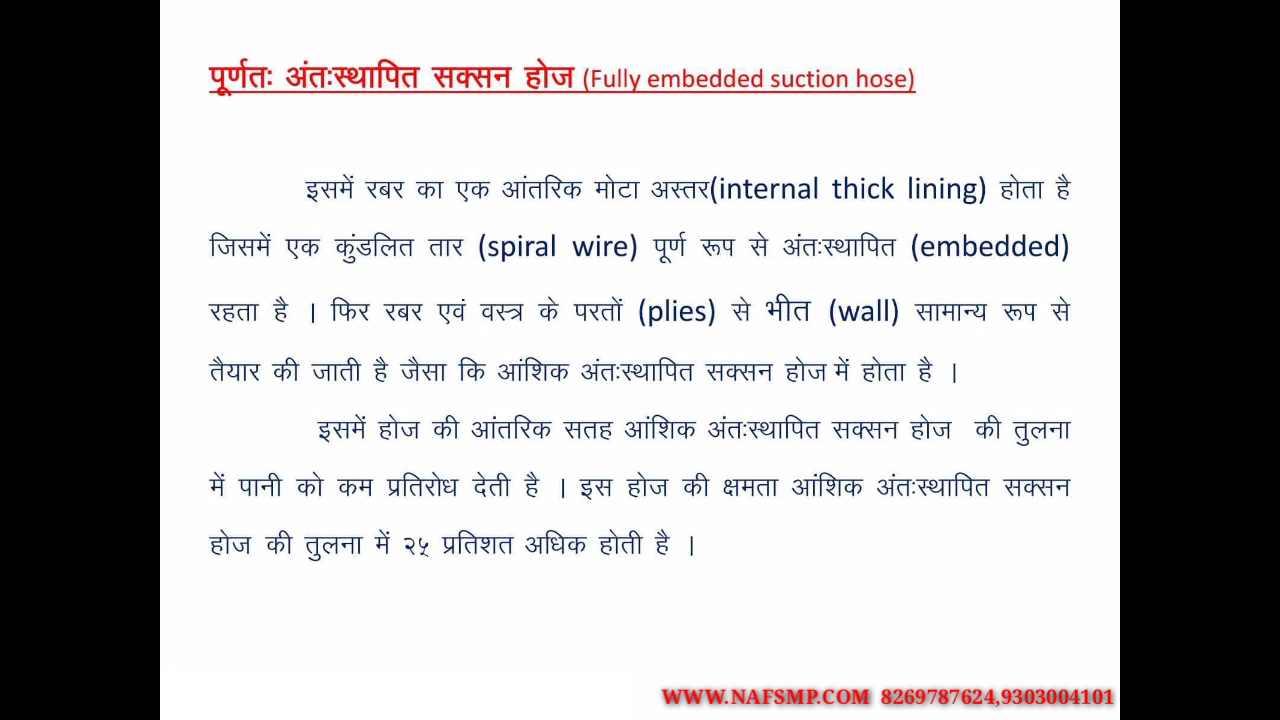 पूर्णतः अंतःस्थापित सक्सन होज (Fully embedded suction hose)
इसमें रबर का एक आंतरिक मोटा अस्तर(internal thick lining) होता है
जिसमें एक कुंडलित तार (spiral wire) पूर्ण रूप से अंतःस्थापित (embedded)
रहता है । फिर रबर एवं वस्त्र के परतों (plies) से भीत (wall) सामान्य रूप से
तैयार की जाती है जैसा कि आंशिक अंतःस्थापित सक्सन होज में होता है ।
इसमें होज की आंतरिक सतह आंशिक अंतःस्थापित सक्सन होज की तुलना
में पानी को कम प्रतिरोध देती है । इस होज की क्षमता आंशिक अंतःस्थापित सक्सन
होज की तुलना में २५ प्रतिशत अधिक होती है ।
WWW.NAFSMP.COM 8269787624,9303004101